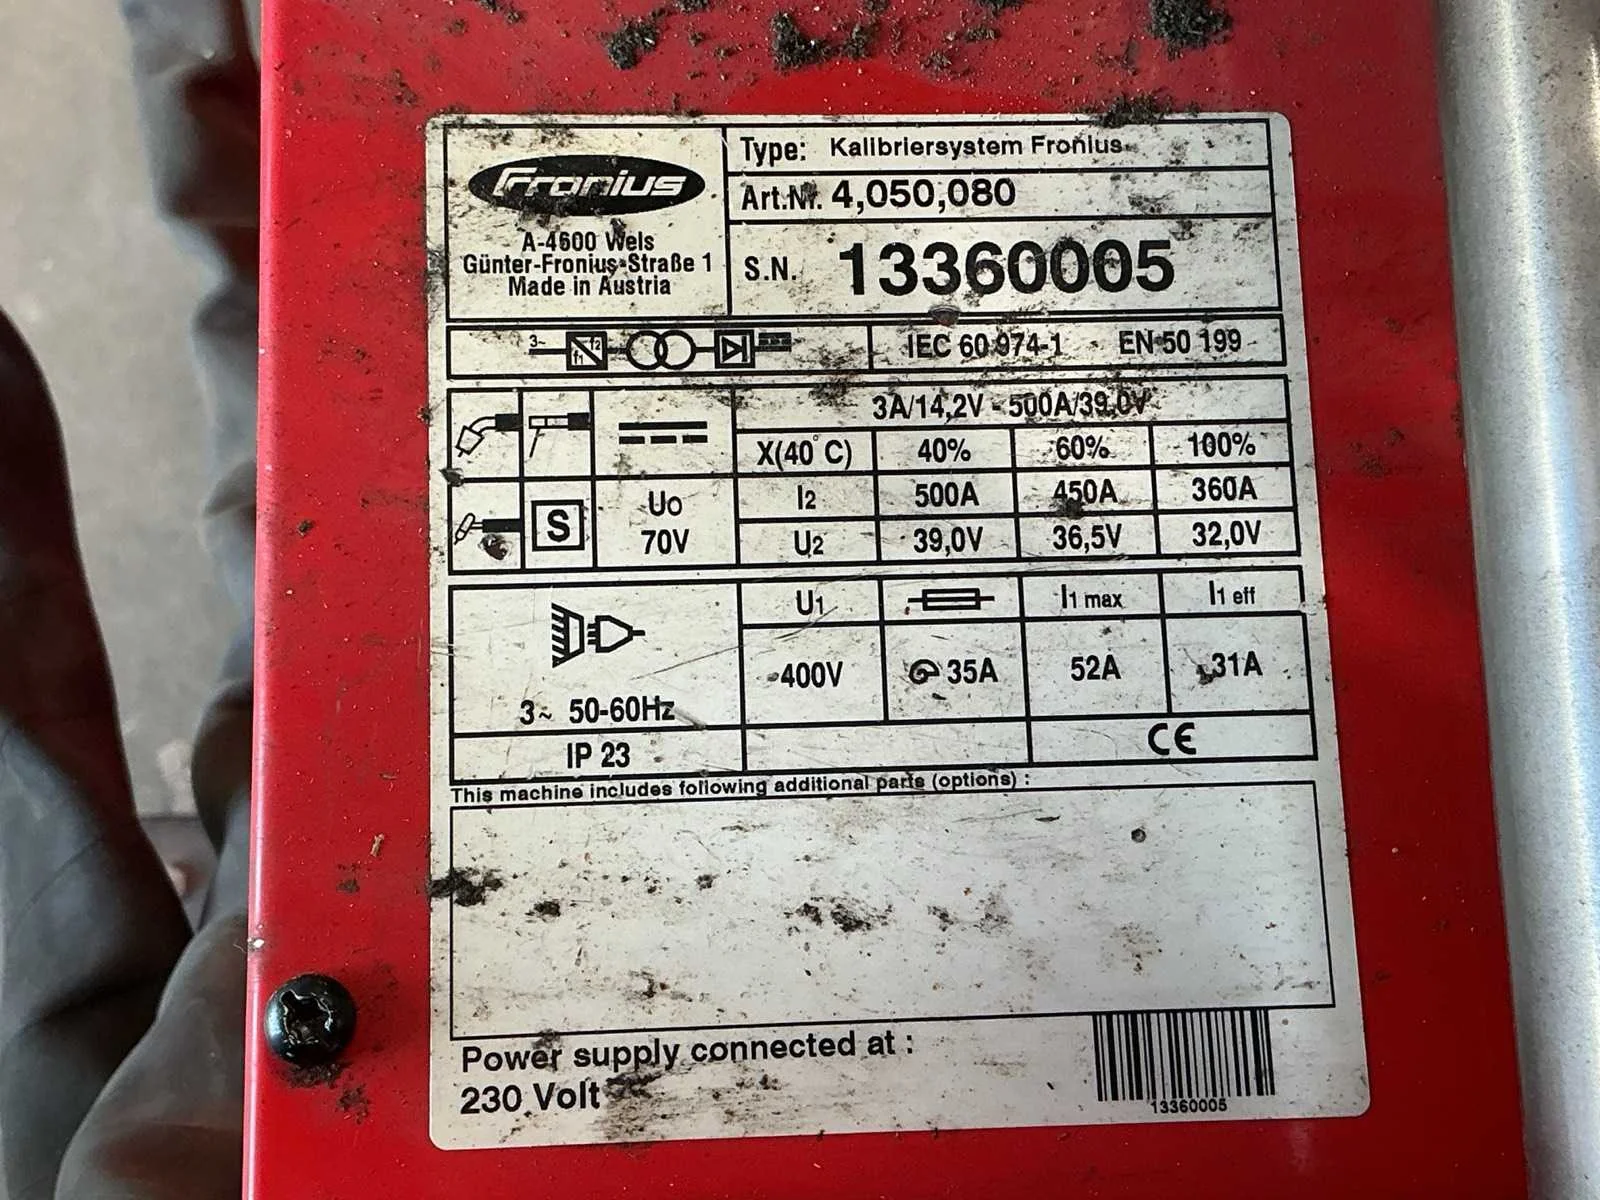 Fronius
A-4600 Wels
Günter-Fronius-Straße 1
Made in Austria
Type: Kalibriersystem Fronius
Art.Nr. 4,050,080
S.N. 13360005
3~ f1 f2
IEC 60 974-1 EN 50 199
3A/14,2V - 500A/39.0V
X(40°C) 40% 60% 100%
S
Uo
70V
I2 500A 450A 360A
U2 39,0V 36,5V 32,0V
U1 I1 max I1 eff
400V 35A 52A 31A
3~ 50-60Hz
IP 23
CE
This machine includes following additional parts (options) :
Power supply connected at :
230 Volt
13360005